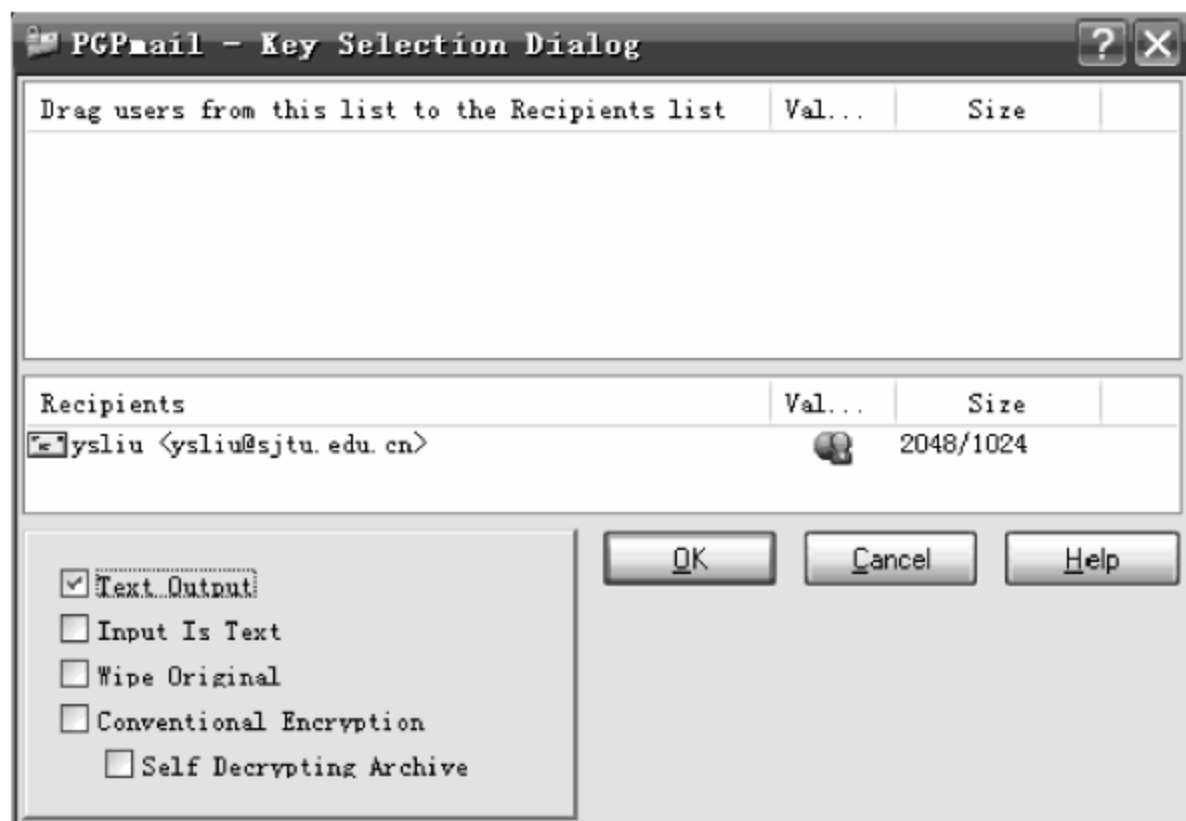 PGPmail - Key Selection Dialog
Drag users from this list to the Recipients list Val... Size
Recipients Val... Size
ysliu <ysliu@sjtu.edu.cn> 2048/1024
OK Cancel Help
Text Output
Input Is Text
Wipe Original
Conventional Encryption
Self Decrypting Archive